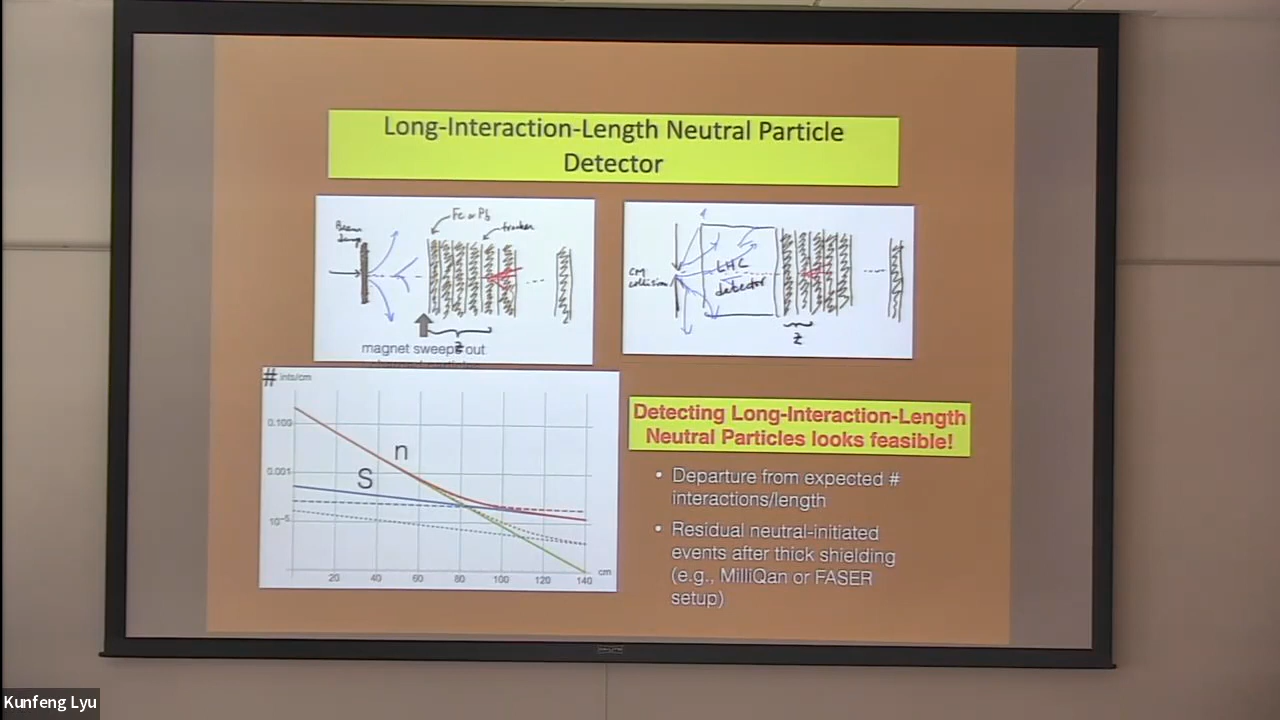 Long-Interaction-Length Neutral Particle
Detector
Beam
dump
Fe or Pb
tracker
z
magnet sweeps out
CM
collision
LHC
detector
z
# ints/cm
0.100
0.001
10⁻⁵
n
S
20 40 60 80 100 120 140
cm
Detecting Long-Interaction-Length
Neutral Particles looks feasible!
• Departure from expected #
interactions/length
• Residual neutral-initiated
events after thick shielding
(e.g., MilliQan or FASER
setup)
Kunfeng Lyu